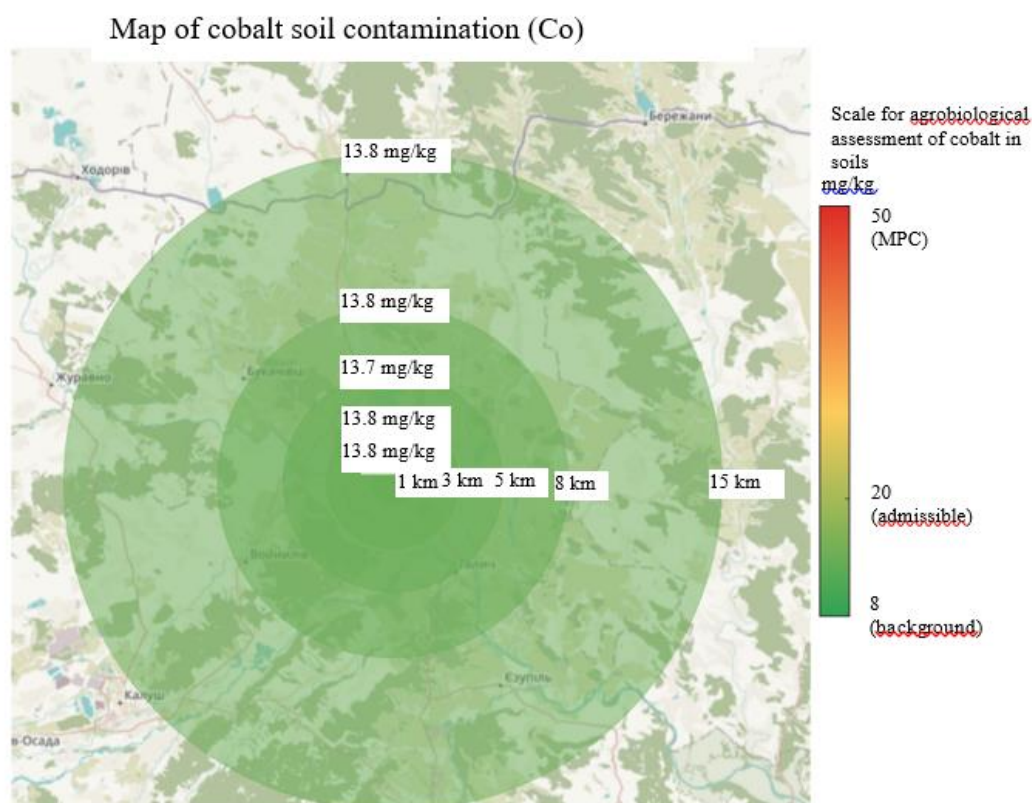 Map of cobalt soil contamination (Co)
Бережани
Scale for agrobiological
assessment of cobalt in
soils
mg/kg
13.8 mg/kg
Ходорів
50
(MPC)
13.8 mg/kg
13.7 mg/kg
Журавно
13.8 mg/kg
13.8 mg/kg
1 km
3 km
5 km
8 km
15 km
20
(admissible)
Войнилів
Галич
8
(background)
Єзупіль
Калуш
в-Осада